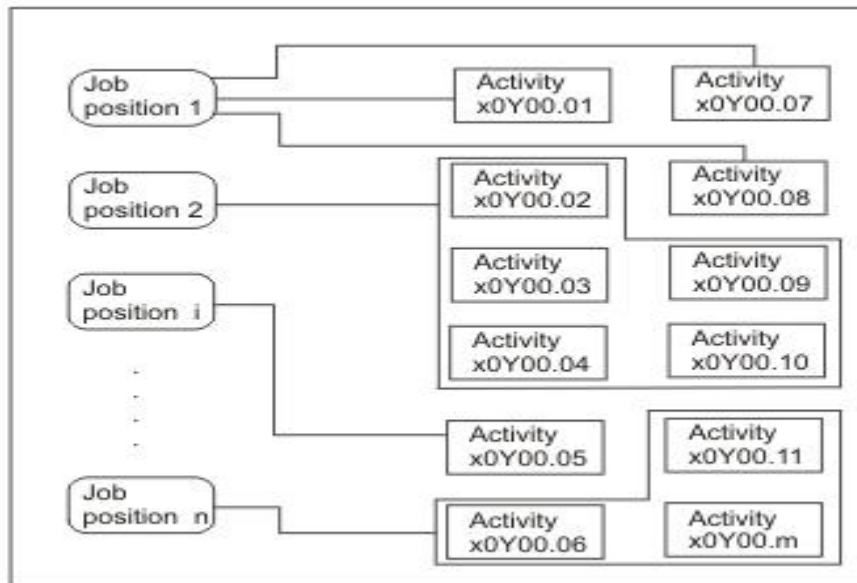 Job
position 1
Activity
x0Y00.01
Activity
x0Y00.07
Job
position 2
Activity
x0Y00.02
Activity
x0Y00.08
Job
position i
Activity
x0Y00.03
Activity
x0Y00.09
Activity
x0Y00.04
Activity
x0Y00.10
Activity
x0Y00.05
Activity
x0Y00.11
Job
position n
Activity
x0Y00.06
Activity
x0Y00.m